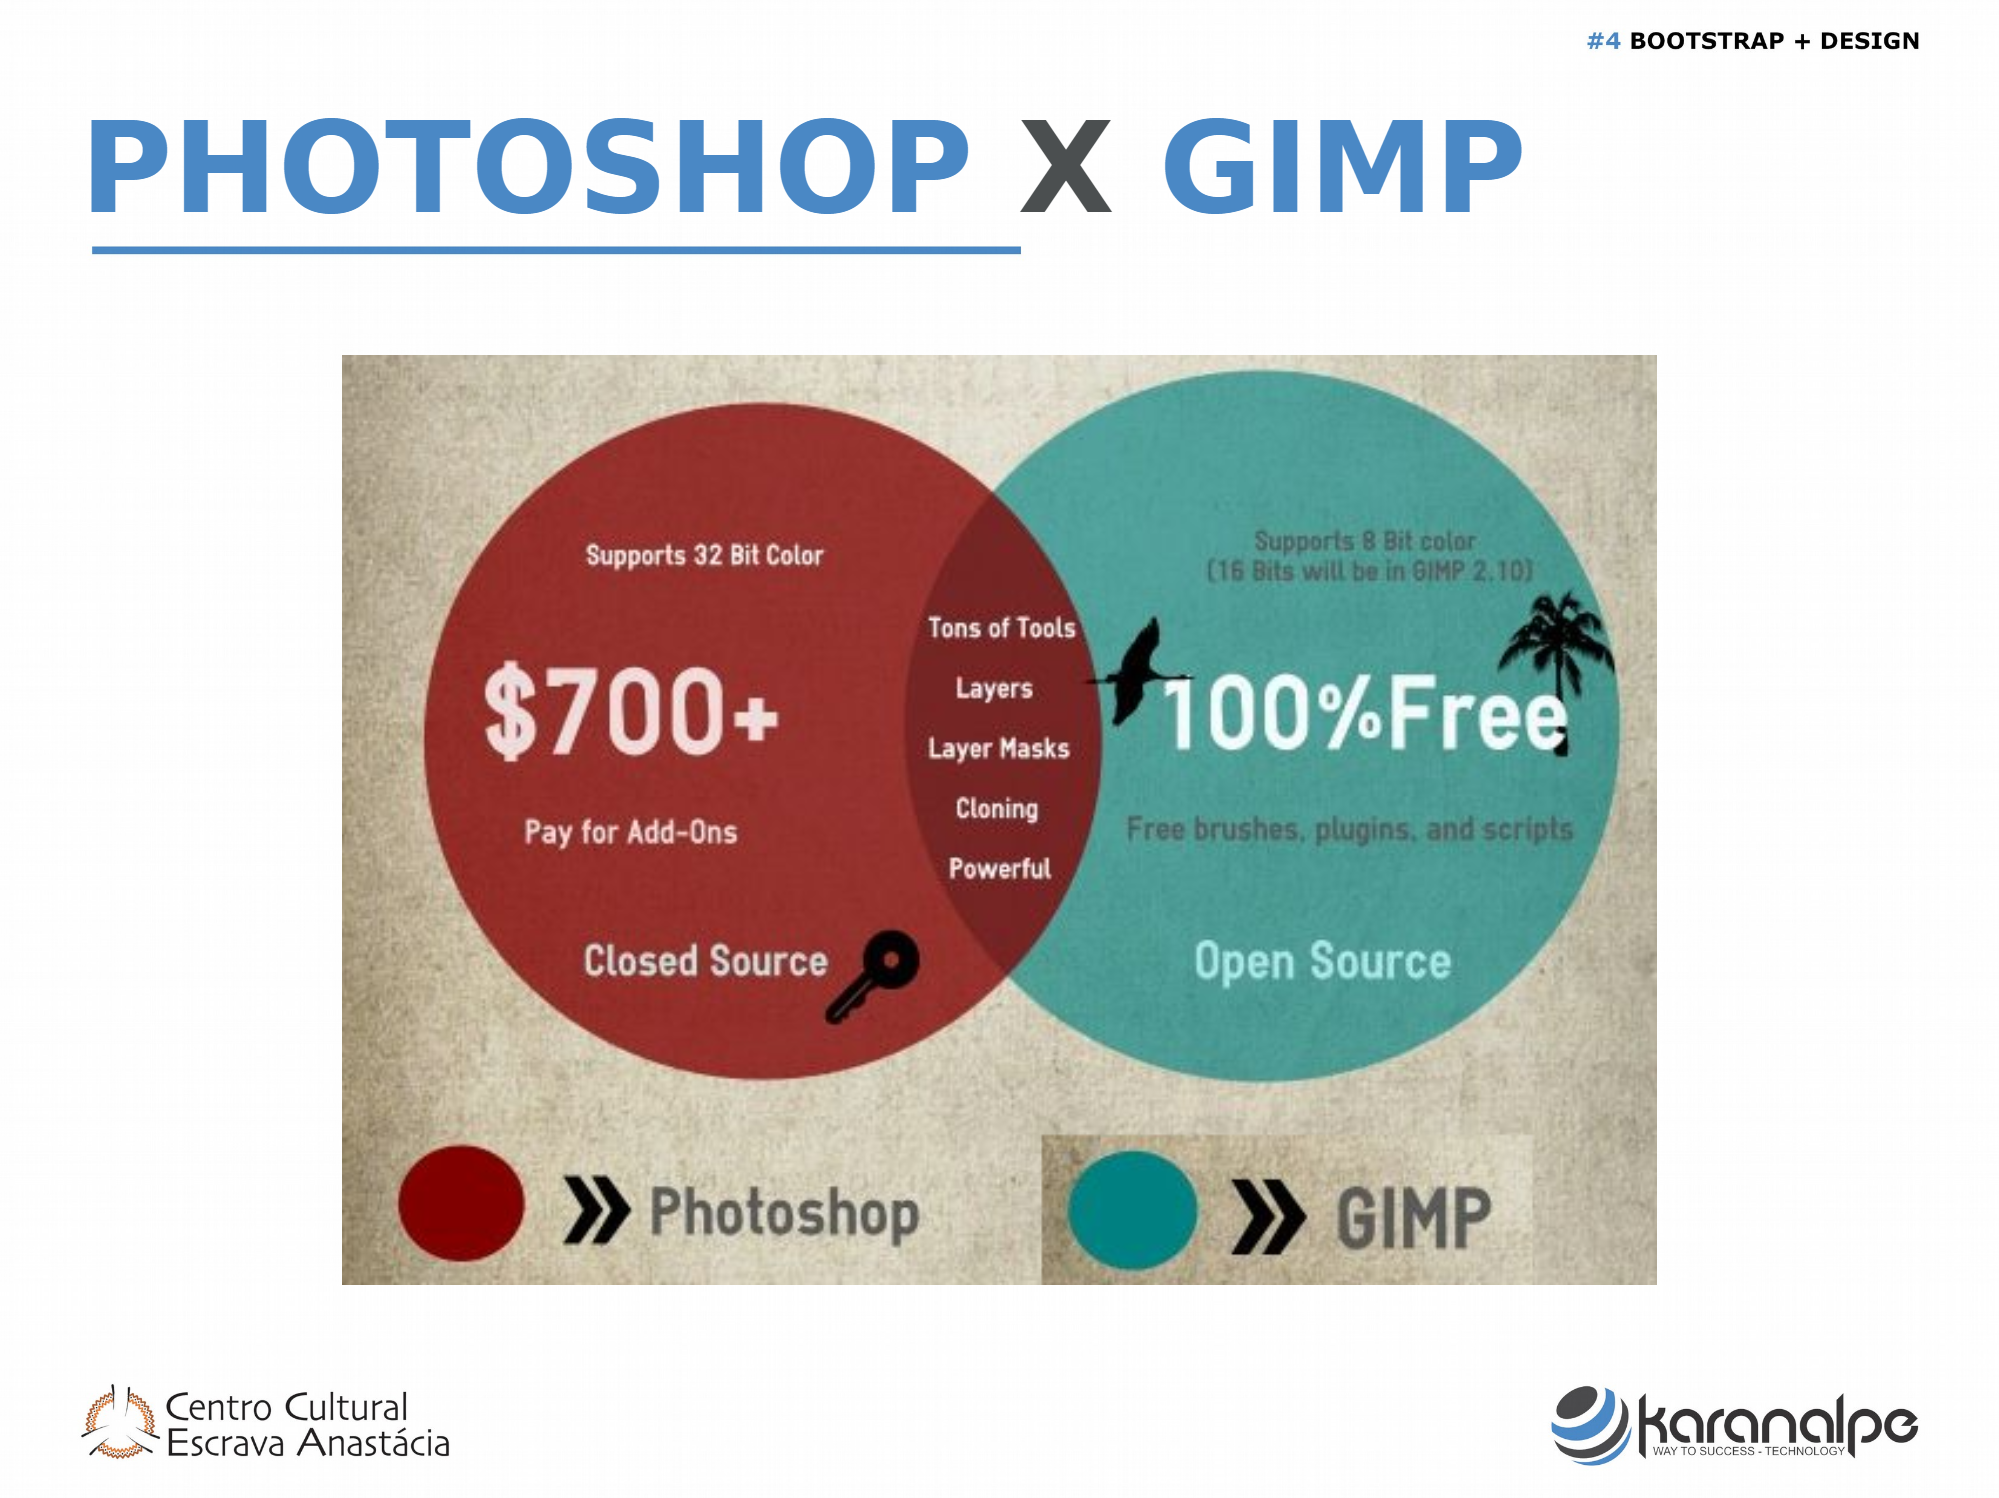 #4 BOOTSTRAP + DESIGN
PHOTOSHOP X GIMP
Supports 32 Bit Color
$700+
Pay for Add-Ons
Closed Source
Tons of Tools
Layers
Layer Masks
Cloning
Powerful
Supports 8 Bit color
(16 Bits will be in GIMP 2.10)
100%Free
Free brushes, plugins, and scripts
Open Source
Photoshop
GIMP
Centro Cultural
Escrava Anastácia
karanalpe
WAY TO SUCCESS - TECHNOLOGY